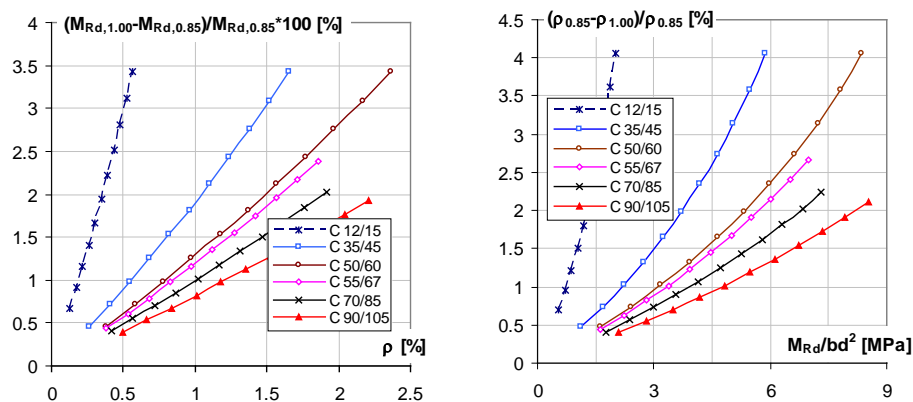 (M_Rd,1.00-M_Rd,0.85)/M_Rd,0.85*100 [%]
4
3.5
3
2.5
2
1.5
1
0.5
0
0
0.5
1
1.5
2
2.5
ρ [%]
C 12/15
C 35/45
C 50/60
C 55/67
C 70/85
C 90/105
(ρ0.85-ρ1.00)/ρ0.85 [%]
4.5
4
3.5
3
2.5
2
1.5
1
0.5
0
0
3
6
9
M_Rd/bd² [MPa]
C 12/15
C 35/45
C 50/60
C 55/67
C 70/85
C 90/105